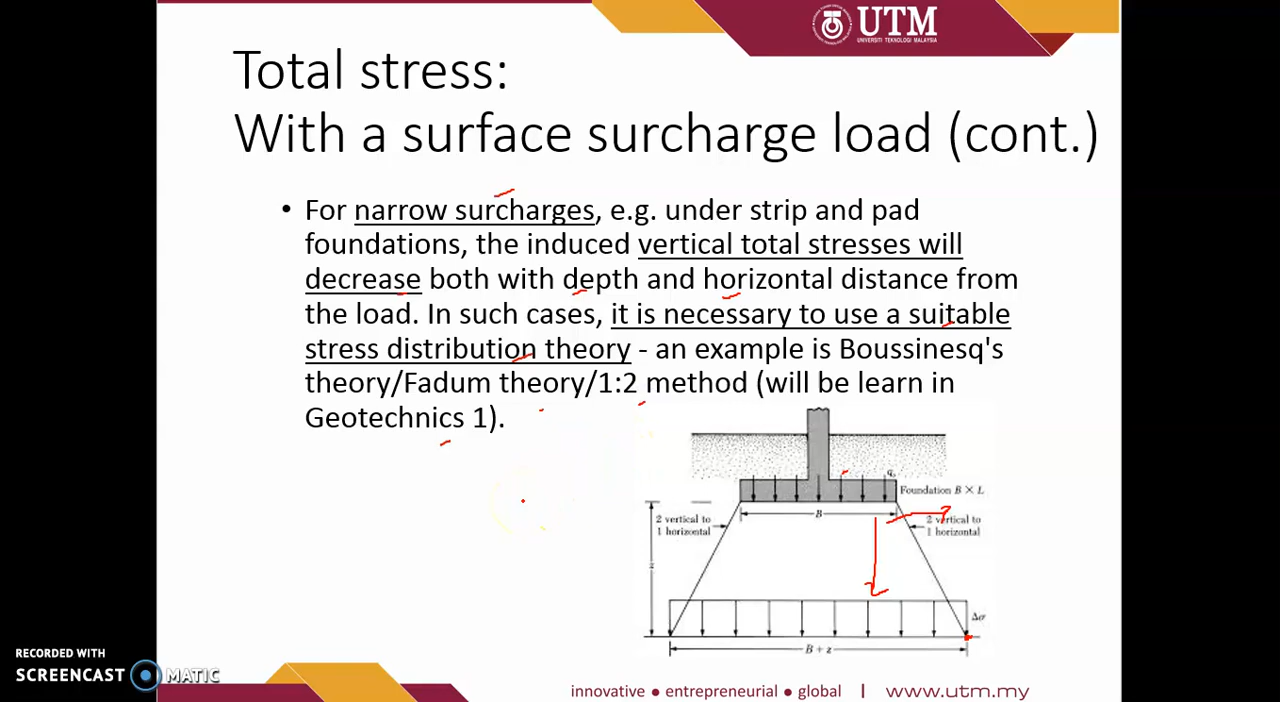 UTM
UNIVERSITI TEKNOLOGI MALAYSIA
Total stress:
With a surface surcharge load (cont.)
• For narrow surcharges, e.g. under strip and pad
foundations, the induced vertical total stresses will
decrease both with depth and horizontal distance from
the load. In such cases, it is necessary to use a suitable
stress distribution theory - an example is Boussinesq's
theory/Fadum theory/1:2 method (will be learn in
Geotechnics 1).
Foundation B × L
B
2 vertical to
1 horizontal
2 vertical to
1 horizontal
z
Δσ
B + z
RECORDED WITH
SCREENCAST MATIC
innovative ● entrepreneurial ● global | www.utm.my